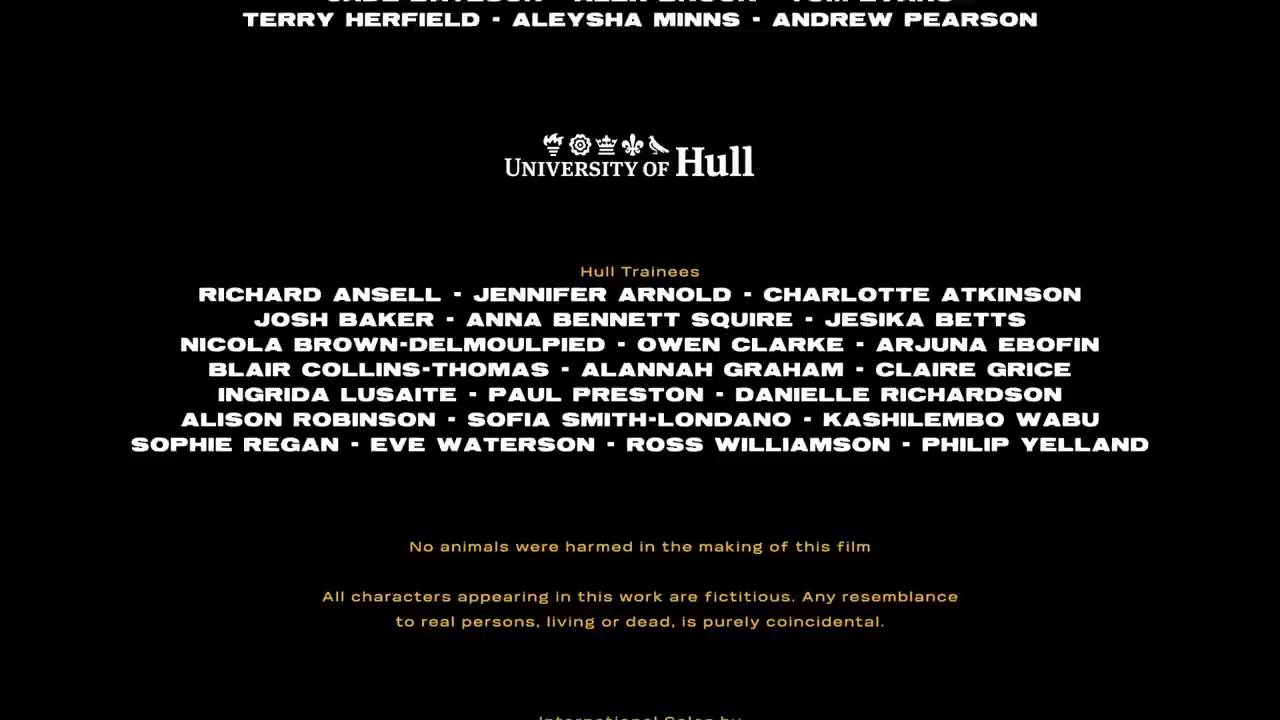 TERRY HERFIELD - ALEYSHA MINNS - ANDREW PEARSON
UNIVERSITY OF Hull
Hull Trainees
RICHARD ANSELL - JENNIFER ARNOLD - CHARLOTTE ATKINSON
JOSH BAKER - ANNA BENNETT SQUIRE - JESIKA BETTS
NICOLA BROWN-DELMOULPIED - OWEN CLARKE - ARJUNA EBOFIN
BLAIR COLLINS-THOMAS - ALANNAH GRAHAM - CLAIRE GRICE
INGRIDA LUSAITE - PAUL PRESTON - DANIELLE RICHARDSON
ALISON ROBINSON - SOFIA SMITH-LONDANO - KASHILEMBO WABU
SOPHIE REGAN - EVE WATERSON - ROSS WILLIAMSON - PHILIP YELLAND
No animals were harmed in the making of this film
All characters appearing in this work are fictitious. Any resemblance
to real persons, living or dead, is purely coincidental.
International Sales by